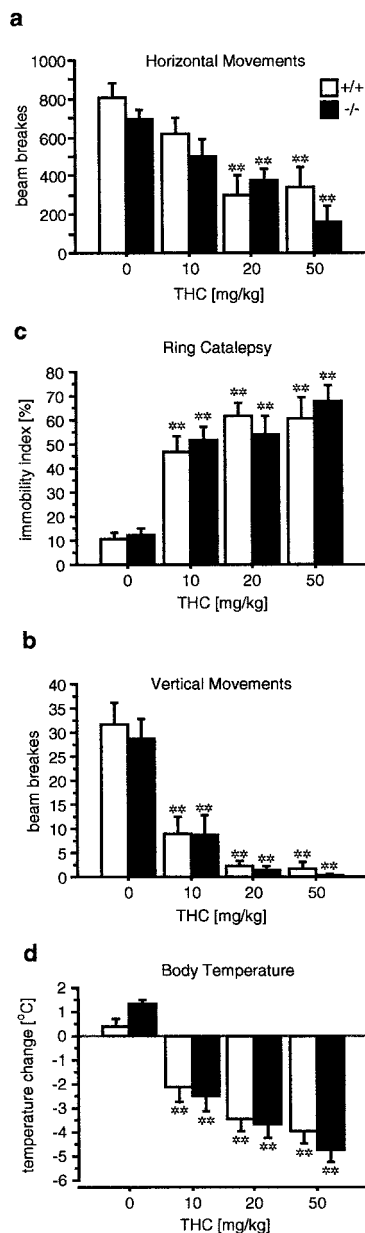 a
Horizontal Movements
+/+
-/-
beam breakes
1000
800
600
400
200
0
** ** ** **
0 10 20 50
THC [mg/kg]
c
Ring Catalepsy
immobility index [%]
80
70
60
50
40
30
20
10
0
** ** ** ** ** **
0 10 20 50
THC [mg/kg]
b
Vertical Movements
beam breakes
40
35
30
25
20
15
10
5
0
** ** ** ** ** **
0 10 20 50
THC [mg/kg]
d
Body Temperature
temperature change [°C]
2
1
0
-1
-2
-3
-4
-5
-6
** ** ** ** ** **
0 10 20 50
THC [mg/kg]